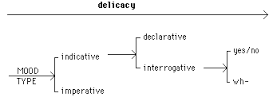 delicacy
declarative
indicative
yes/no
interrogative
MOOD
TYPE
wh-
imperative